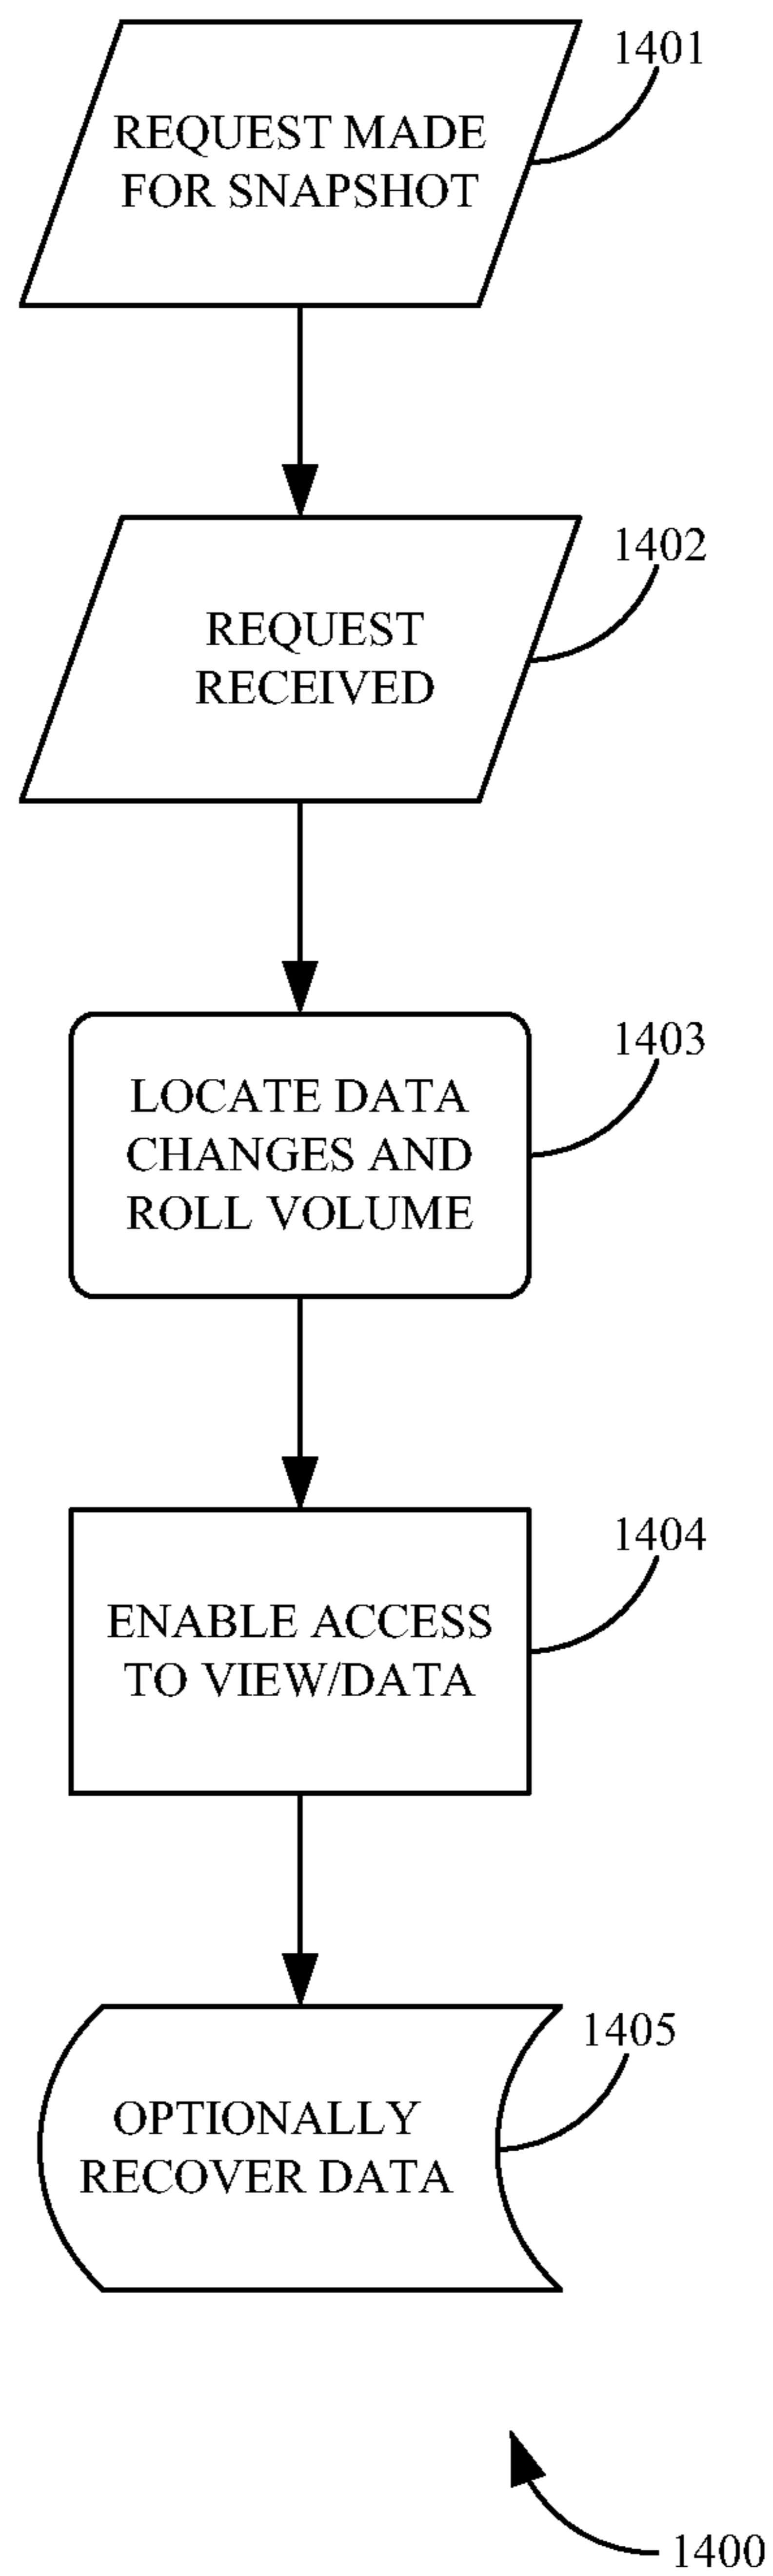 1401
REQUEST MADE
FOR SNAPSHOT
1402
REQUEST
RECEIVED
1403
LOCATE DATA
CHANGES AND
ROLL VOLUME
1404
ENABLE ACCESS
TO VIEW/DATA
1405
OPTIONALLY
RECOVER DATA
1400